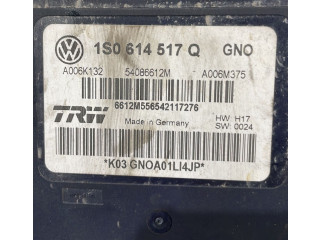 1S0 614 517 Q GNO
A006K132 54086612M A006M375
TRW 6612M556542117276
Made in Germany
HW: H17
SW: 0024
*K03 GNOA01LI4JP*